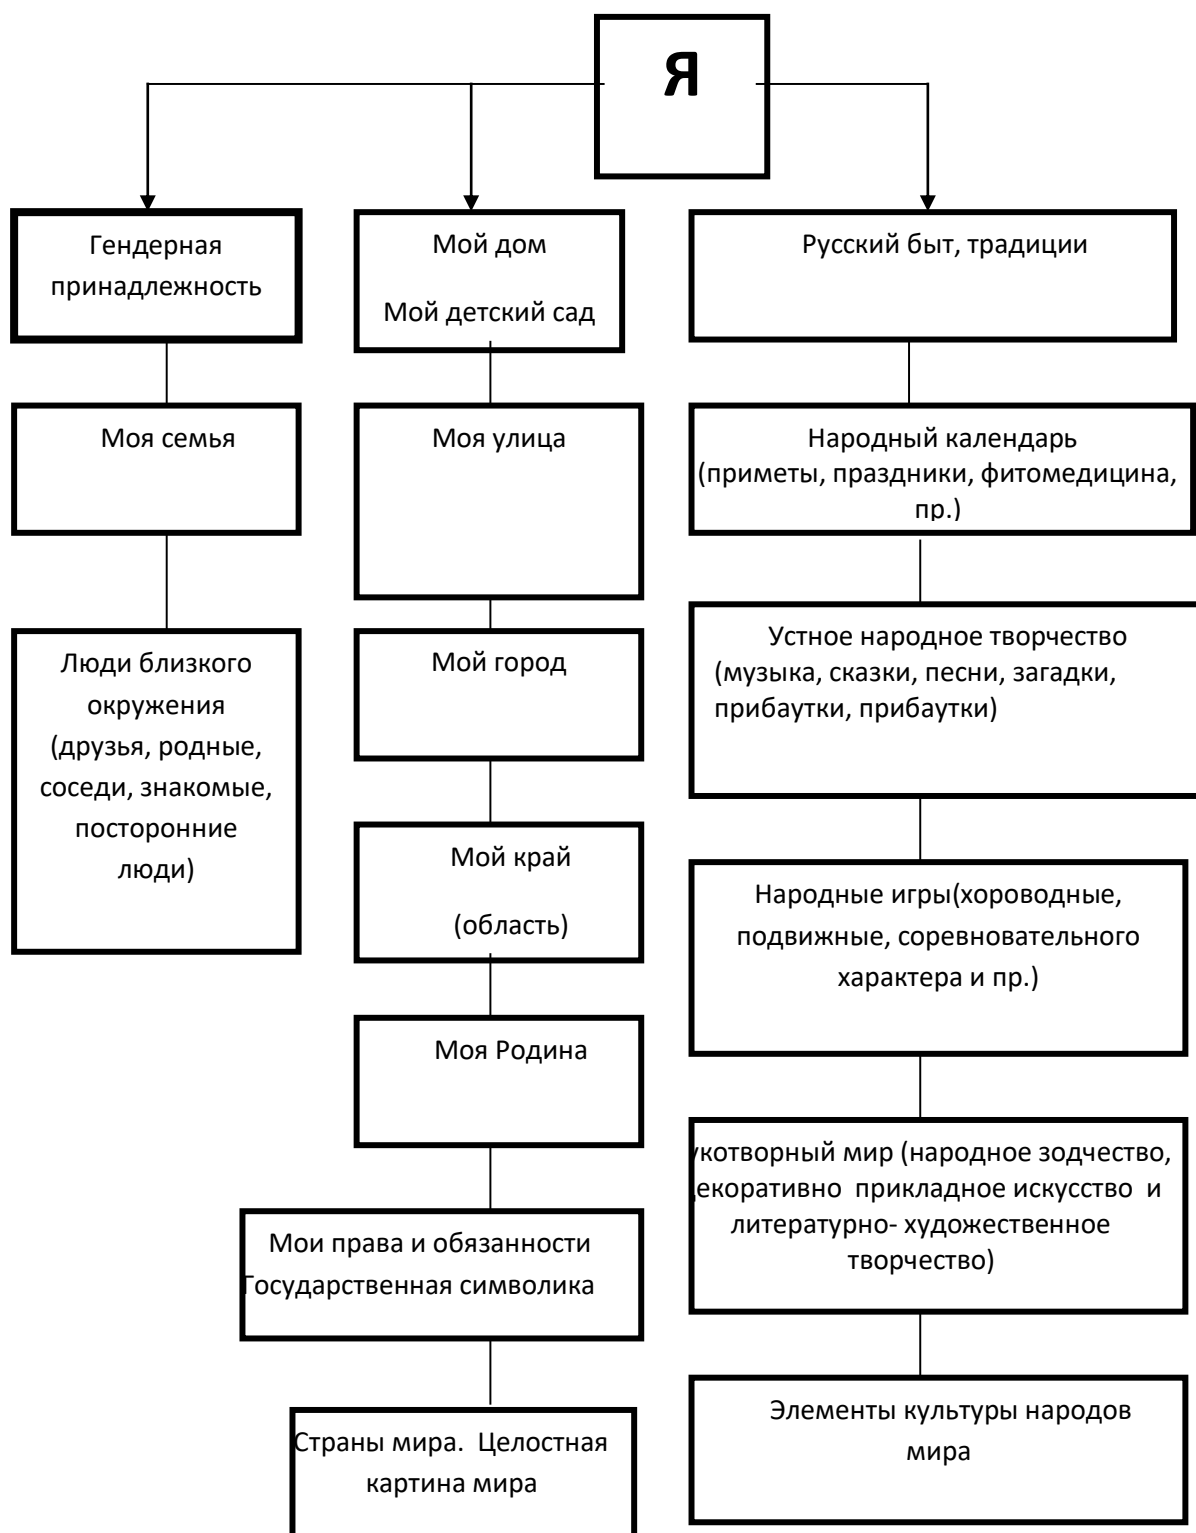 Я
Гендерная
принадлежность
Моя семья
Люди близкого
окружения
(друзья, родные,
соседи, знакомые,
посторонние
люди)
Мой дом
Мой детский сад
Моя улица
Мой город
Мой край
(область)
Моя Родина
Мои права и обязанности
Государственная символика
Страны мира. Целостная
картина мира
Русский быт, традиции
Народный календарь
(приметы, праздники, фитомедицина,
пр.)
Устное народное творчество
(музыка, сказки, песни, загадки,
прибаутки, прибаутки)
Народные игры(хороводные,
подвижные, соревновательного
характера и пр.)
укотворный мир (народное зодчество,
декоративно прикладное искусство и
литературно- художественное
творчество)
Элементы культуры народов
мира